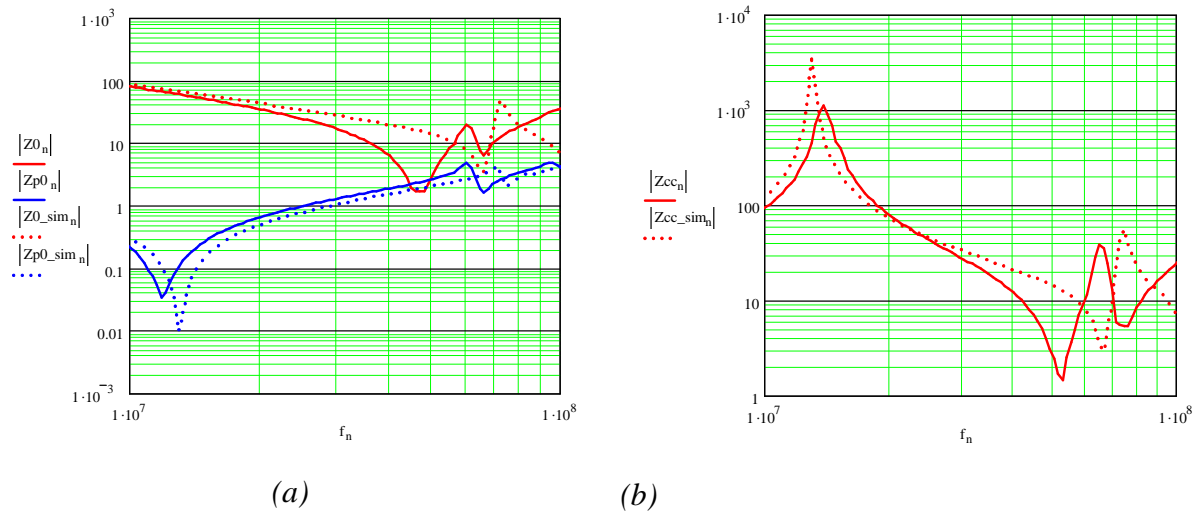 1·10³
100
10
1
0.1
0.01
1·10⁻³
1·10⁷
1·10⁸
fₙ
|Z0ₙ|
|Zp0ₙ|
|Z0_simₙ|
|Zp0_simₙ|
(a)
1·10⁴
1·10³
100
10
1
1·10⁷
1·10⁸
fₙ
|Zccₙ|
|Zcc_simₙ|
(b)